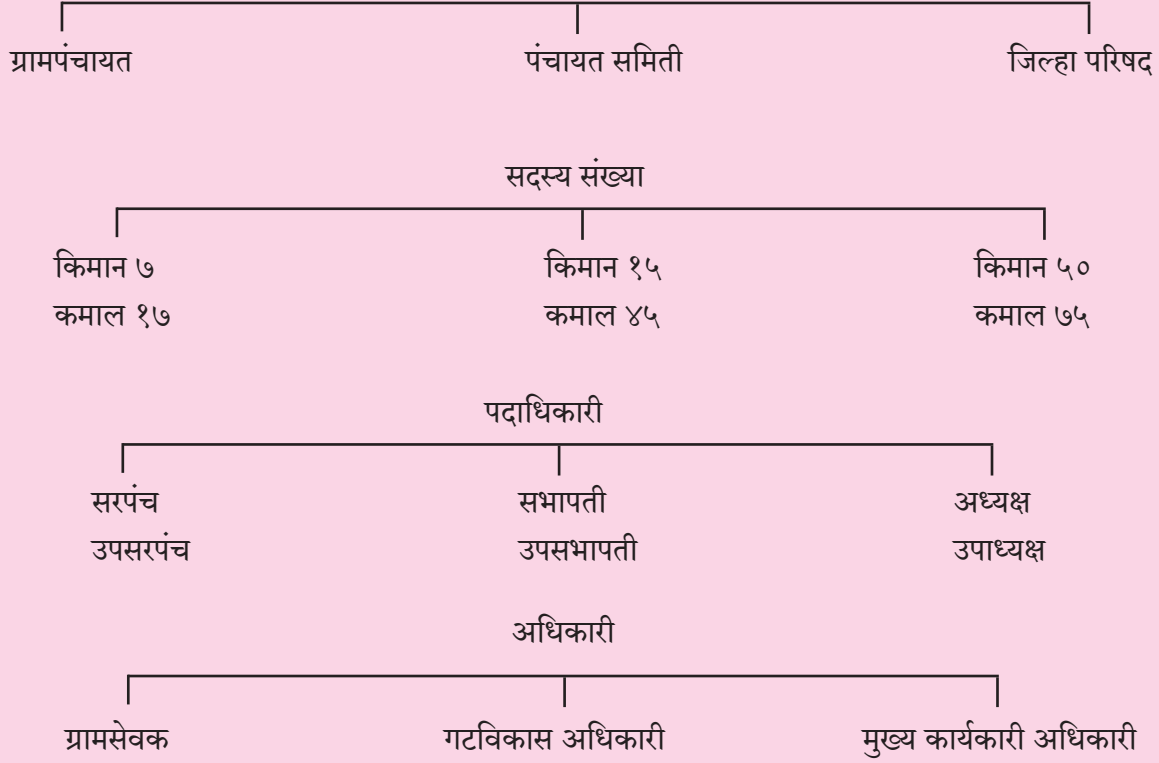 ग्रामपंचायत पंचायत समिती जिल्हा परिषद
सदस्य संख्या
किमान ७ किमान १५ किमान ५०
कमाल १७ कमाल ४५ कमाल ७५
पदाधिकारी
सरपंच सभापती अध्यक्ष
उपसरपंच उपसभापती उपाध्यक्ष
अधिकारी
ग्रामसेवक गटविकास अधिकारी मुख्य कार्यकारी अधिकारी